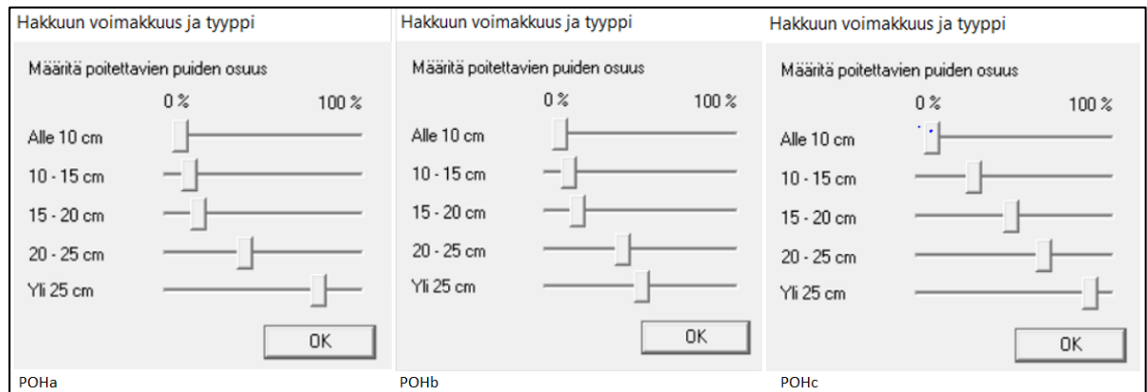 Hakkuun voimakkuus ja tyyppi
Määritä poitettavien puiden osuus
0 % 100 %
Alle 10 cm
10 - 15 cm
15 - 20 cm
20 - 25 cm
Yli 25 cm
OK
POHa
Hakkuun voimakkuus ja tyyppi
Määritä poitettavien puiden osuus
0 % 100 %
Alle 10 cm
10 - 15 cm
15 - 20 cm
20 - 25 cm
Yli 25 cm
OK
POHb
Hakkuun voimakkuus ja tyyppi
Määritä poitettavien puiden osuus
0 % 100 %
Alle 10 cm
10 - 15 cm
15 - 20 cm
20 - 25 cm
Yli 25 cm
OK
POHc